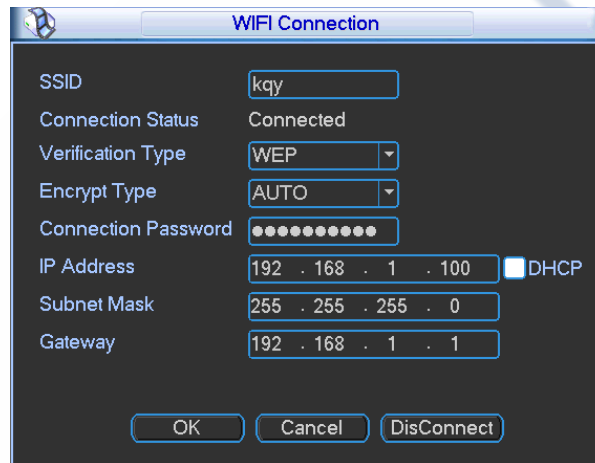 WIFI Connection
SSID kqy
Connection Status Connected
Verification Type WEP
Encrypt Type AUTO
Connection Password ●●●●●●●●●●
IP Address 192 . 168 . 1 . 100 DHCP
Subnet Mask 255 . 255 . 255 . 0
Gateway 192 . 168 . 1 . 1
OK Cancel DisConnect